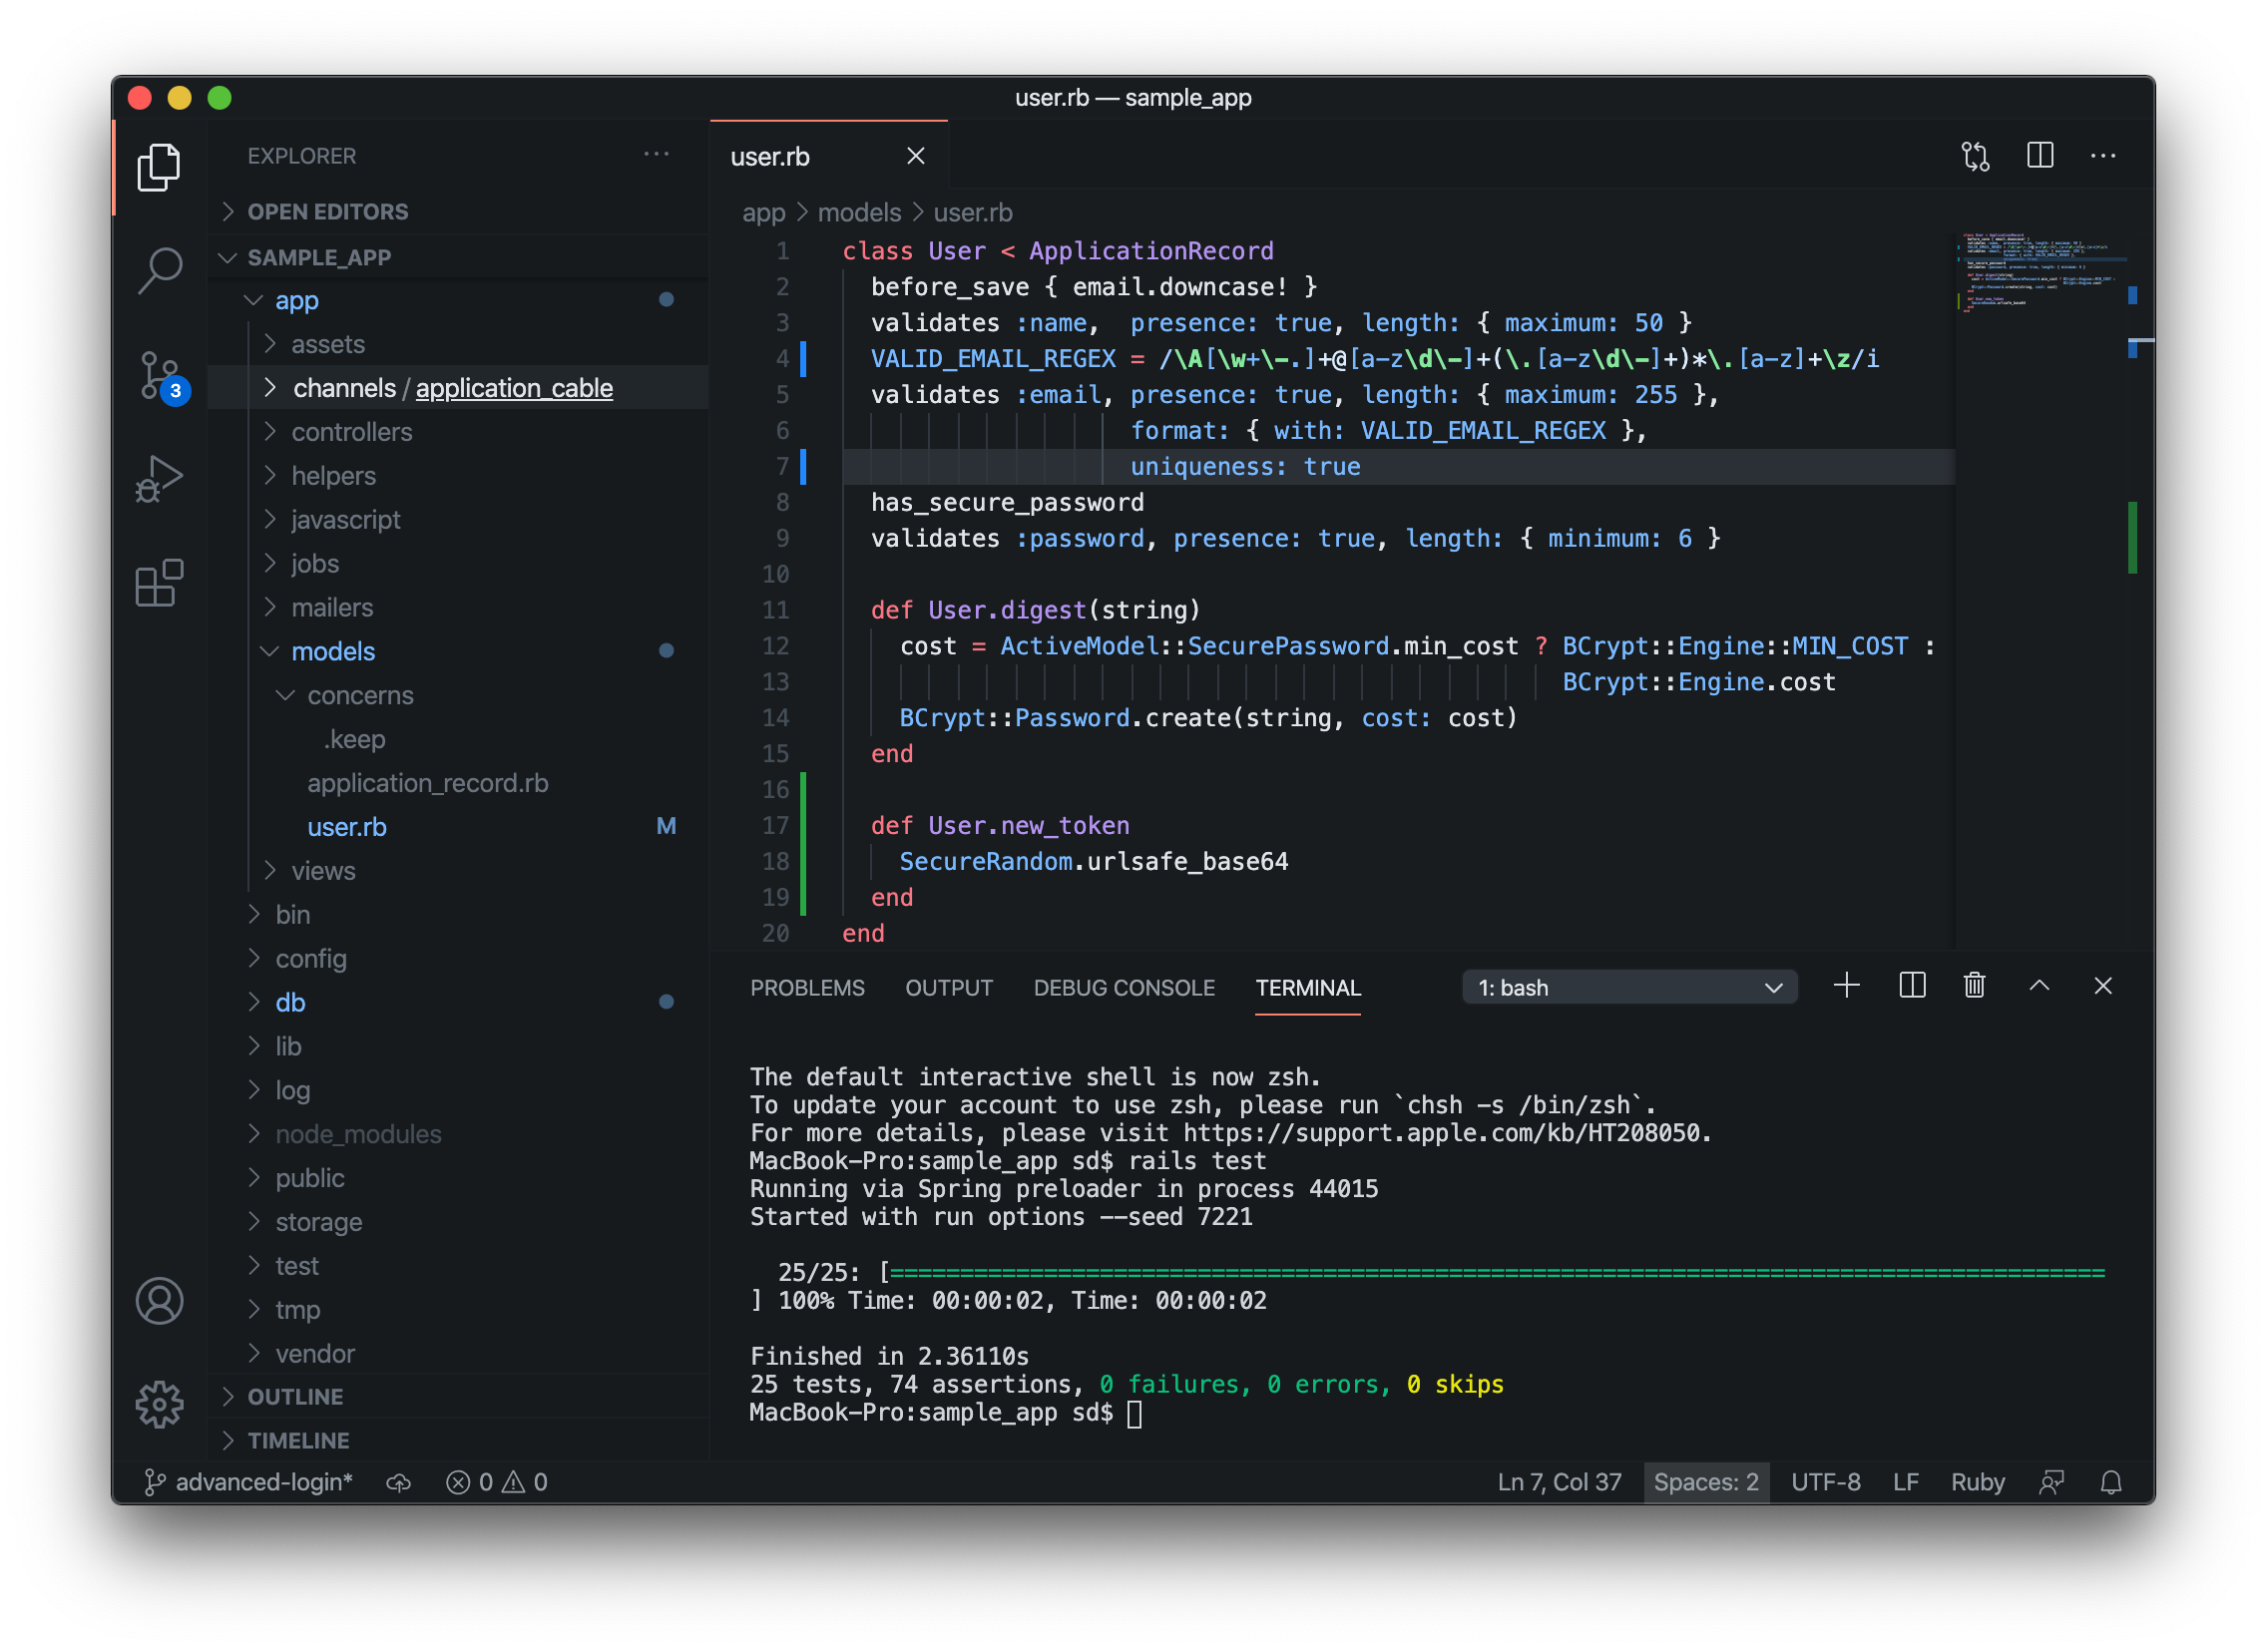 user.rb — sample_app
EXPLORER
OPEN EDITORS
SAMPLE_APP
app
assets
channels / application_cable
controllers
helpers
javascript
jobs
mailers
models
concerns
.keep
application_record.rb
user.rb M
views
bin
config
db
lib
log
node_modules
public
storage
test
tmp
vendor
OUTLINE
TIMELINE
3
user.rb
app > models > user.rb
1 class User < ApplicationRecord
2 before_save { email.downcase! }
3 validates :name, presence: true, length: { maximum: 50 }
4 VALID_EMAIL_REGEX = /\A[\w+\-.]+@[a-z\d\-]+(\.[a-z\d\-]+)*\.[a-z]+\z/i
5 validates :email, presence: true, length: { maximum: 255 },
6 format: { with: VALID_EMAIL_REGEX },
7 uniqueness: true
8 has_secure_password
9 validates :password, presence: true, length: { minimum: 6 }
10
11 def User.digest(string)
12 cost = ActiveModel::SecurePassword.min_cost ? BCrypt::Engine::MIN_COST :
13 BCrypt::Engine.cost
14 BCrypt::Password.create(string, cost: cost)
15 end
16
17 def User.new_token
18 SecureRandom.urlsafe_base64
19 end
20 end
PROBLEMS OUTPUT DEBUG CONSOLE TERMINAL 1: bash
The default interactive shell is now zsh.
To update your account to use zsh, please run `chsh -s /bin/zsh`.
For more details, please visit https://support.apple.com/kb/HT208050.
MacBook-Pro:sample_app sd$ rails test
Running via Spring preloader in process 44015
Started with run options --seed 7221
25/25: [=======================================================================================
] 100% Time: 00:00:02, Time: 00:00:02
Finished in 2.36110s
25 tests, 74 assertions, 0 failures, 0 errors, 0 skips
MacBook-Pro:sample_app sd$
advanced-login* 0 0 Ln 7, Col 37 Spaces: 2 UTF-8 LF Ruby